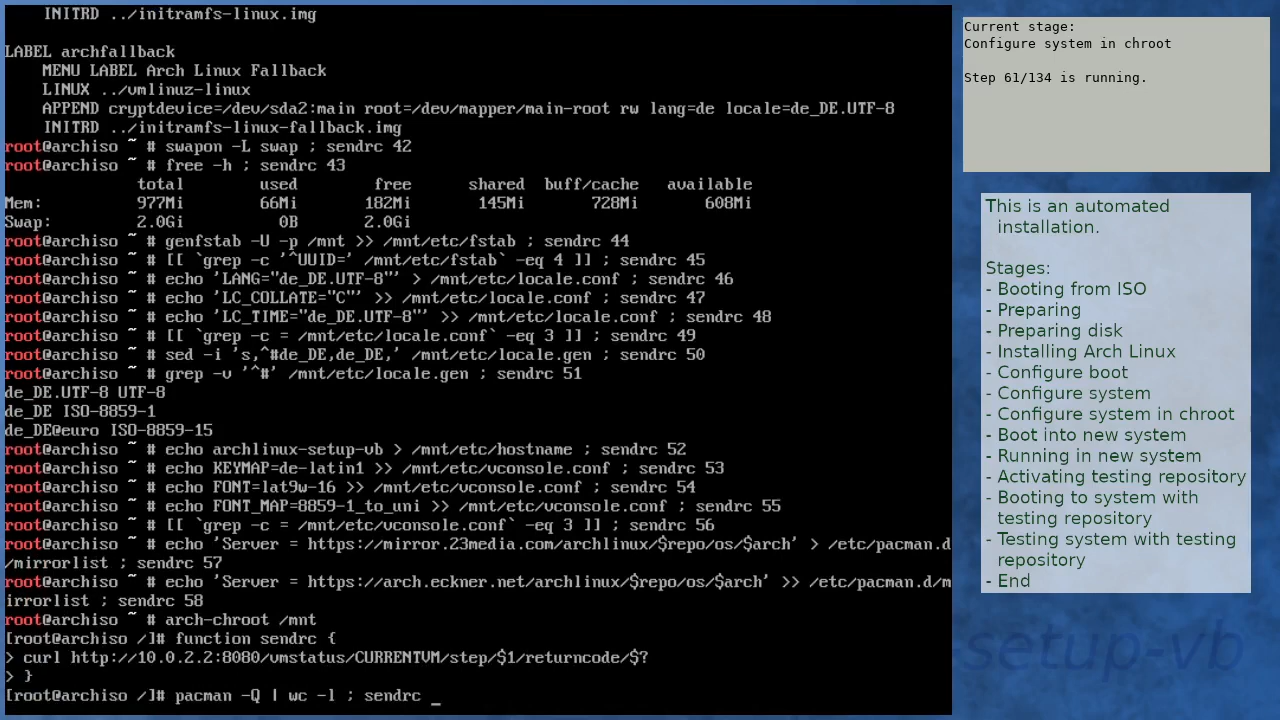 INITRD ../initramfs-linux.img

LABEL archfallback
    MENU LABEL Arch Linux Fallback
    LINUX ../vmlinuz-linux
    APPEND cryptdevice=/dev/sda2:main root=/dev/mapper/main-root rw lang=de locale=de_DE.UTF-8
    INITRD ../initramfs-linux-fallback.img
root@archiso ~ # swapon -L swap ; sendrc 42
root@archiso ~ # free -h ; sendrc 43
              total        used        free      shared  buff/cache   available
Mem:          977Mi        66Mi       182Mi       145Mi       728Mi       608Mi
Swap:         2.0Gi          0B       2.0Gi
root@archiso ~ # genfstab -U -p /mnt >> /mnt/etc/fstab ; sendrc 44
root@archiso ~ # [[ `grep -c '^UUID=' /mnt/etc/fstab` -eq 4 ]] ; sendrc 45
root@archiso ~ # echo 'LANG="de_DE.UTF-8"' > /mnt/etc/locale.conf ; sendrc 46
root@archiso ~ # echo 'LC_COLLATE="C"' >> /mnt/etc/locale.conf ; sendrc 47
root@archiso ~ # echo 'LC_TIME="de_DE.UTF-8"' >> /mnt/etc/locale.conf ; sendrc 48
root@archiso ~ # [[ `grep -c = /mnt/etc/locale.conf` -eq 3 ]] ; sendrc 49
root@archiso ~ # sed -i 's,^#de_DE,de_DE,' /mnt/etc/locale.gen ; sendrc 50
root@archiso ~ # grep -v '^#' /mnt/etc/locale.gen ; sendrc 51
de_DE.UTF-8 UTF-8
de_DE ISO-8859-1
de_DE@euro ISO-8859-15
root@archiso ~ # echo archlinux-setup-vb > /mnt/etc/hostname ; sendrc 52
root@archiso ~ # echo KEYMAP=de-latin1 >> /mnt/etc/vconsole.conf ; sendrc 53
root@archiso ~ # echo FONT=lat9w-16 >> /mnt/etc/vconsole.conf ; sendrc 54
root@archiso ~ # echo FONT_MAP=8859-1_to_uni >> /mnt/etc/vconsole.conf ; sendrc 55
root@archiso ~ # [[ `grep -c = /mnt/etc/vconsole.conf` -eq 3 ]] ; sendrc 56
root@archiso ~ # echo 'Server = https://mirror.23media.com/archlinux/$repo/os/$arch' > /etc/pacman.d
/mirrorlist ; sendrc 57
root@archiso ~ # echo 'Server = https://arch.eckner.net/archlinux/$repo/os/$arch' >> /etc/pacman.d/m
irrorlist ; sendrc 58
root@archiso ~ # arch-chroot /mnt
[root@archiso /]# function sendrc {
> curl http://10.0.2.2:8080/vmstatus/CURRENTVM/step/$1/returncode/$?
> }
[root@archiso /]# pacman -Q | wc -l ; sendrc _
Current stage:
Configure system in chroot

Step 61/134 is running.
This is an automated
installation.

Stages:
- Booting from ISO
- Preparing
- Preparing disk
- Installing Arch Linux
- Configure boot
- Configure system
- Configure system in chroot
- Boot into new system
- Running in new system
- Activating testing repository
- Booting to system with
testing repository
- Testing system with testing
repository
- End
-setup-vb